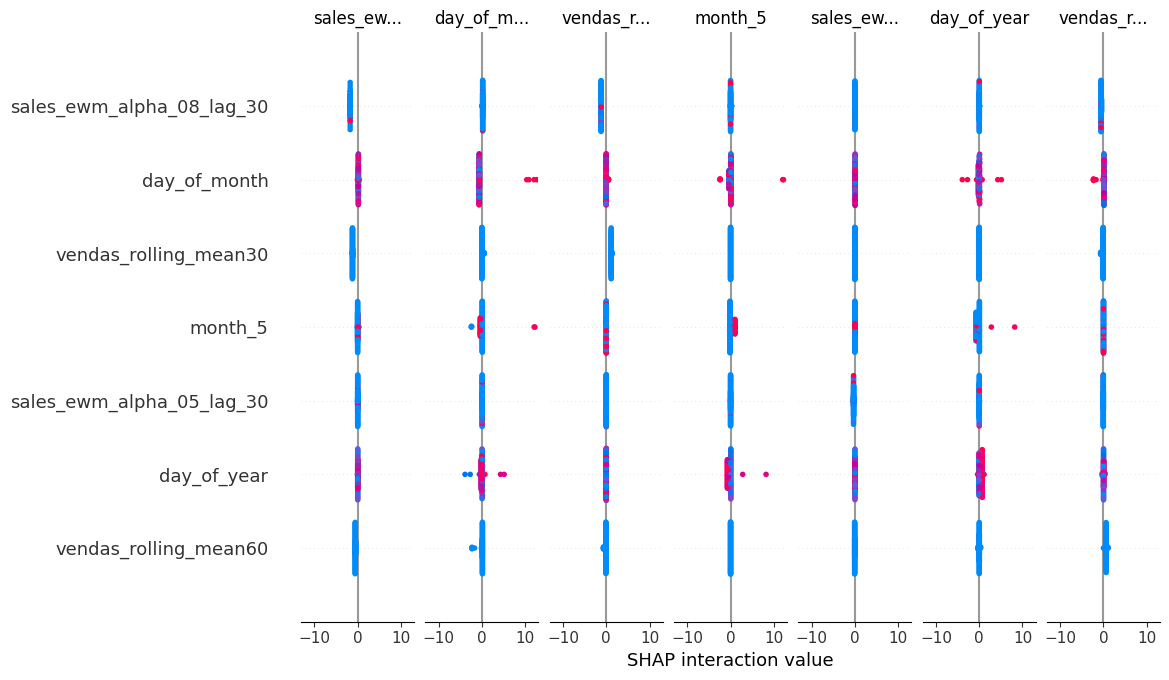 sales_ew... day_of_m... vendas_r... month_5 sales_ew... day_of_year vendas_r...
sales_ewm_alpha_08_lag_30
day_of_month
vendas_rolling_mean30
month_5
sales_ewm_alpha_05_lag_30
day_of_year
vendas_rolling_mean60
−10 0 10 −10 0 10 −10 0 10 −10 0 10 −10 0 10 −10 0 10 −10 0 10
SHAP interaction value